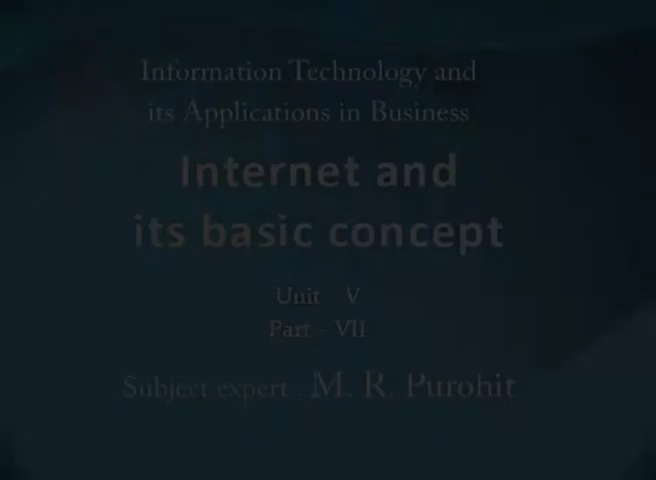 Information Technology and
its Applications in Business
Internet and
its basic concept
Unit - V
Part - VII
Subject expert : M. R. Purohit